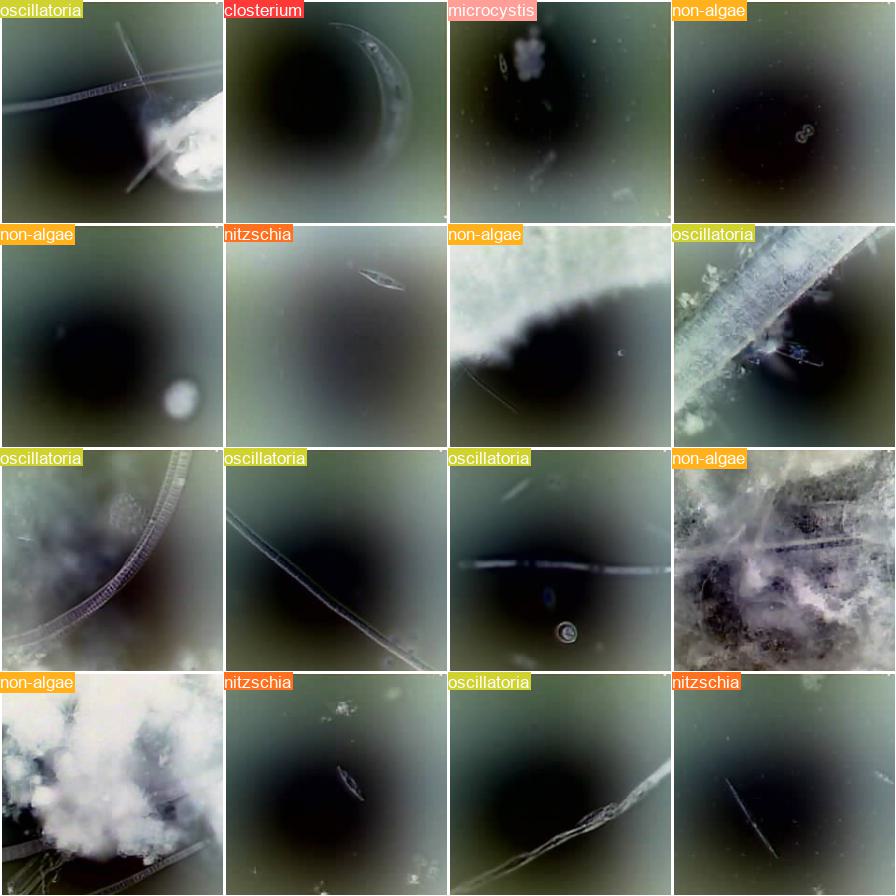 oscillatoria
closterium
microcystis
non-algae
non-algae
nitzschia
non-algae
oscillatoria
oscillatoria
oscillatoria
oscillatoria
non-algae
non-algae
nitzschia
oscillatoria
nitzschia